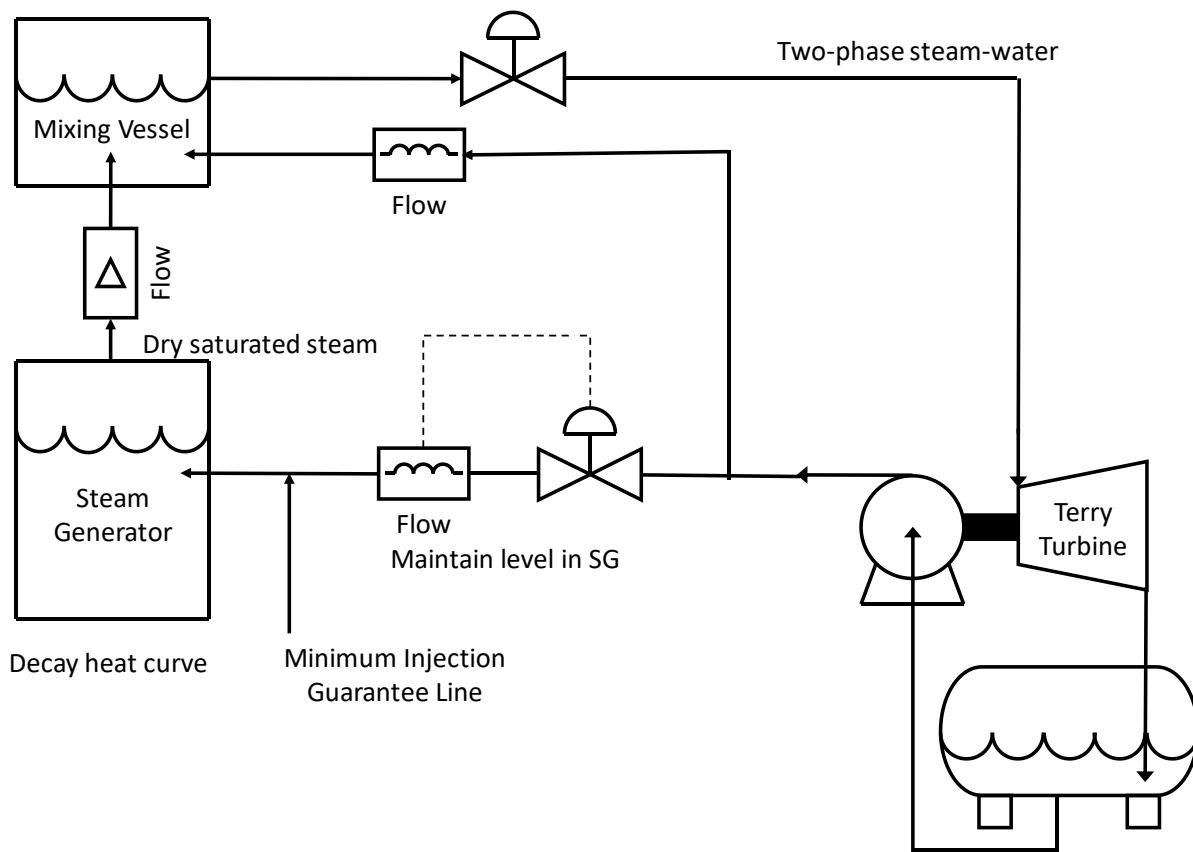 Two-phase steam-water
Mixing Vessel
Flow
Flow
Dry saturated steam
Steam
Generator
Flow
Maintain level in SG
Terry
Turbine
Decay heat curve
Minimum Injection
Guarantee Line